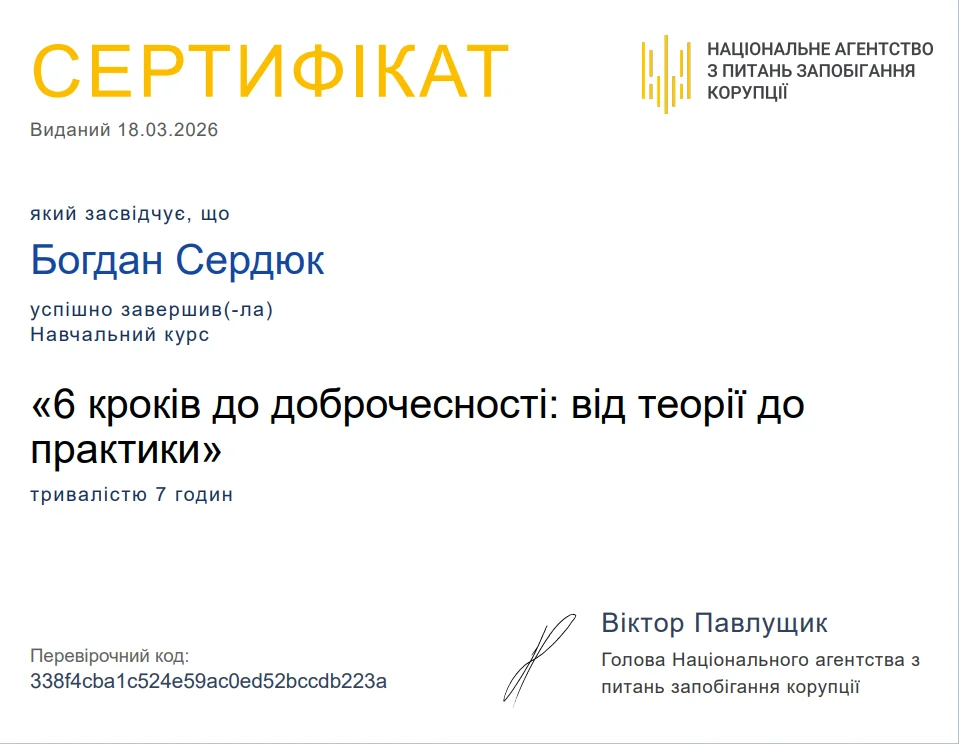 СЕРТИФІКАТ
НАЦІОНАЛЬНЕ АГЕНТСТВО
З ПИТАНЬ ЗАПОБІГАННЯ
КОРУПЦІЇ
Виданий 18.03.2026
який засвідчує, що
Богдан Сердюк
успішно завершив(-ла)
Навчальний курс
«6 кроків до доброчесності: від теорії до
практики»
тривалістю 7 годин
Віктор Павлущик
Голова Національного агентства з
питань запобігання корупції
Перевірочний код:
338f4cba1c524e59ac0ed52bccdb223a